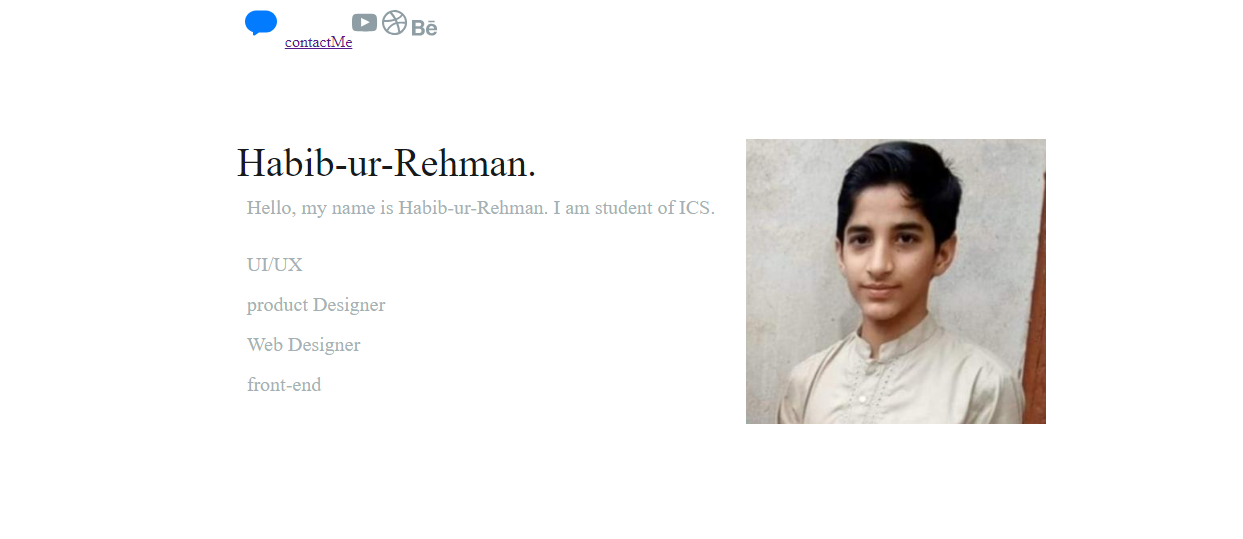 contactMe Bē
Habib-ur-Rehman.
Hello, my name is Habib-ur-Rehman. I am student of ICS.
UI/UX
product Designer
Web Designer
front-end